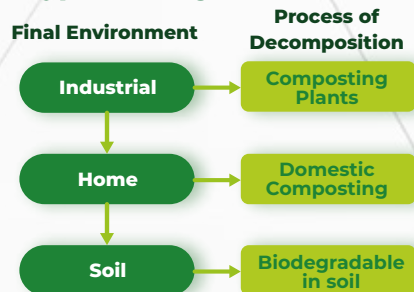 Final Environment
Process of
Decomposition
Industrial
Composting
Plants
Home
Domestic
Composting
Soil
Biodegradable
in soil